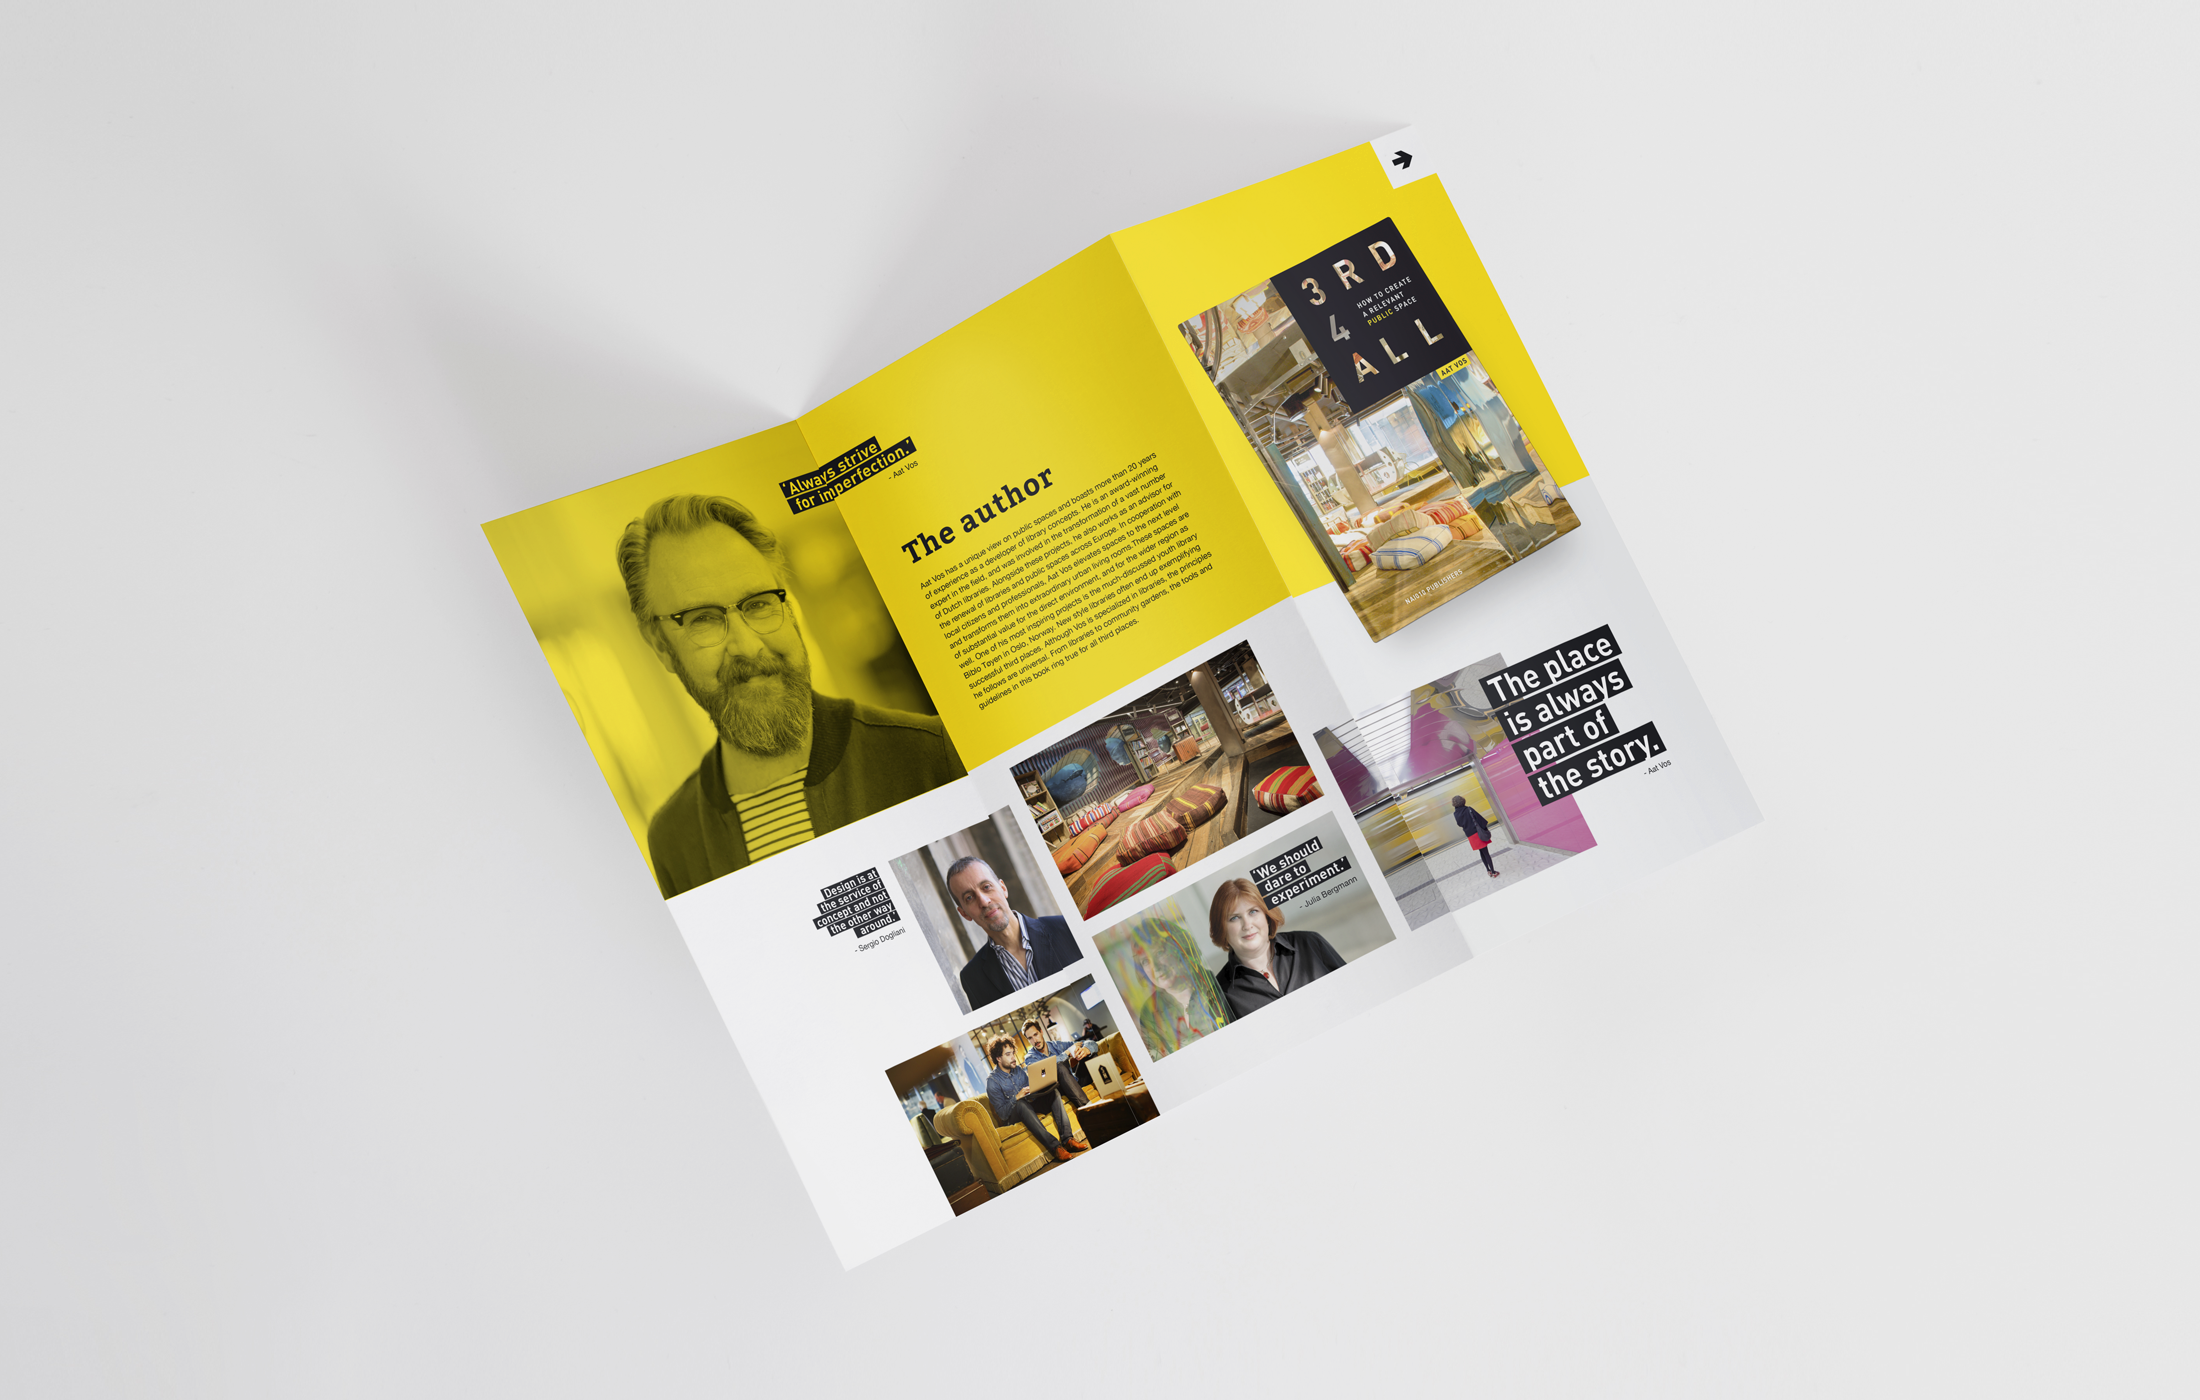 'Always strive
for imperfection.'
- Aat Vos
The author
Aat Vos has a unique view on public spaces and boasts more than 20 years
of experience as a developer of library concepts. He is an award-winning
expert in the field, and was involved in the transformation of a vast number
of Dutch libraries. Alongside these projects, he also works as an advisor for
the renewal of libraries and public spaces across Europe. In cooperation with
local citizens and professionals, Aat Vos elevates spaces to the next level
and transforms them into extraordinary urban living rooms. These spaces are
of substantial value for the direct environment, and for the wider region as
well. One of his most inspiring projects is the much-discussed youth library
Biblo Tøyen in Oslo, Norway. New style libraries often end up exemplifying
successful third places. Although Vos is specialized in libraries, the principles
he follows are universal. From libraries to community gardens, the tools and
guidelines in this book ring true for all third places.
3RD
4
ALL
HOW TO CREATE
A RELEVANT
PUBLIC SPACE
AAT VOS
NAI010 PUBLISHERS
The place
is always
part of
the story.
- Aat Vos
Design is at
the service of
concept and not
the other way
around.'
- Sergio Dogliani
'We should
dare to
experiment.'
- Julia Bergmann